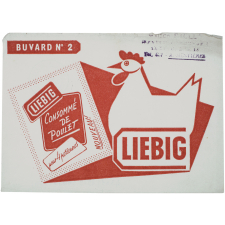 BUVARD N° 2
LIEBIG
CONSOMMÉ
DE
POULET
NOUVEAU
LIEBIG